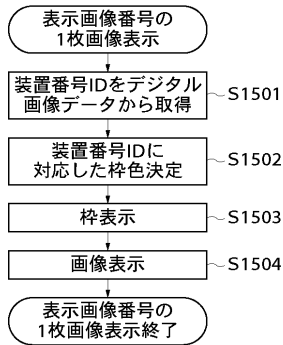 表示画像番号の
1枚画像表示
装置番号IDをデジタル
画像データから取得
S1501
装置番号IDに
対応した枠色決定
S1502
枠表示
S1503
画像表示
S1504
表示画像番号の
1枚画像表示終了